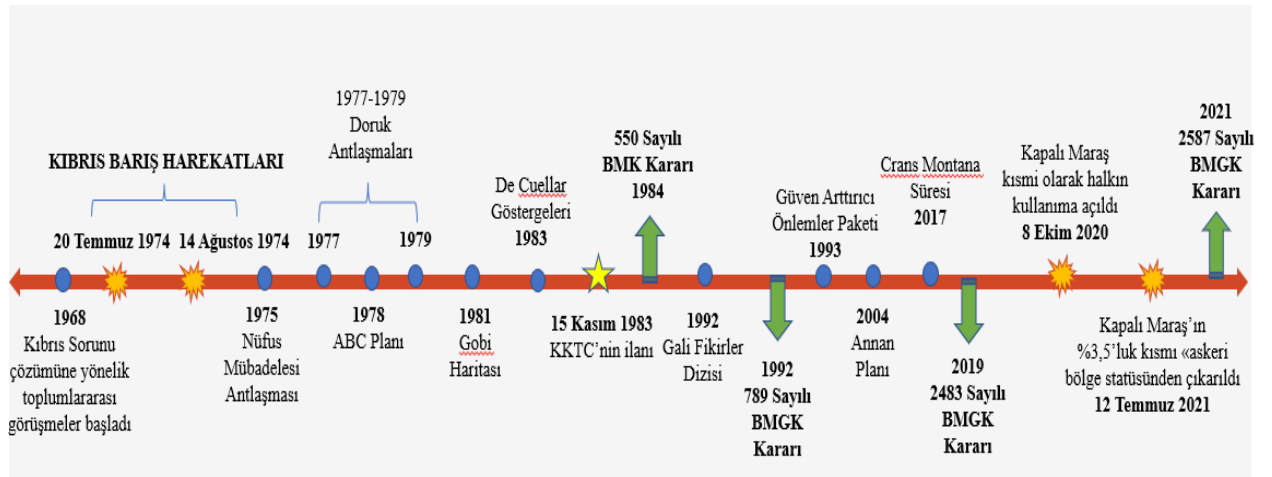 KIBRIS BARIŞ HAREKATLARI
20 Temmuz 1974
14 Ağustos 1974
1977-1979
Doruk
Antlaşmaları
1977
1979
De Cuellar
Göstergeleri
1983
550 Sayılı
BMK Kararı
1984
Güven Arttırıcı
Önlemler Paketi
1993
Crans Montana
Süresi
2017
Kapalı Maraş
kısmi olarak halkın
kullanıma açıldı
8 Ekim 2020
2021
2587 Sayılı
BMGK
Kararı
1968
Kıbrıs Sorunu
çözümüne yönelik
toplumlararası
görüşmeler başladı
1975
Nüfus
Mübadelesi
Antlaşması
1978
ABC Planı
1981
Gobi
Haritası
15 Kasım 1983
KKTC’nin ilanı
1992
Gali Fikirler
Dizisi
1992
789 Sayılı
BMGK
Kararı
2004
Annan
Planı
2019
2483 Sayılı
BMGK
Kararı
Kapalı Maraş’ın
%3,5’luk kısmı «askeri
bölge statüsünden çıkarıldı
12 Temmuz 2021